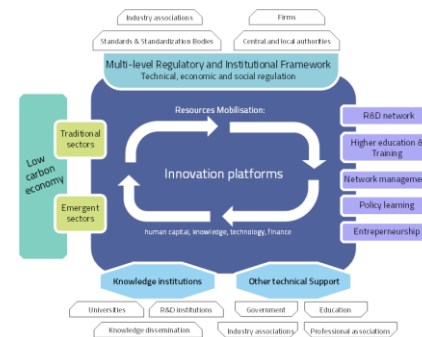 Industry associations
Firms
Standards & Standardization Bodies
Central and local authorities
Multi-level Regulatory and Institutional Framework
Technical, economic and social regulation
Resources Mobilisation:
Low
carbon
economy
Traditional
sectors
Emergent
sectors
Innovation platforms
human capital, knowledge, technology, finance
R&D network
Higher education &
Training
Network management
Policy learning
Entreperneurship
Knowledge institutions
Other technical Support
Universities
R&D institutions
Government
Education
Knowledge dissemination
Industry associations
Professional associations